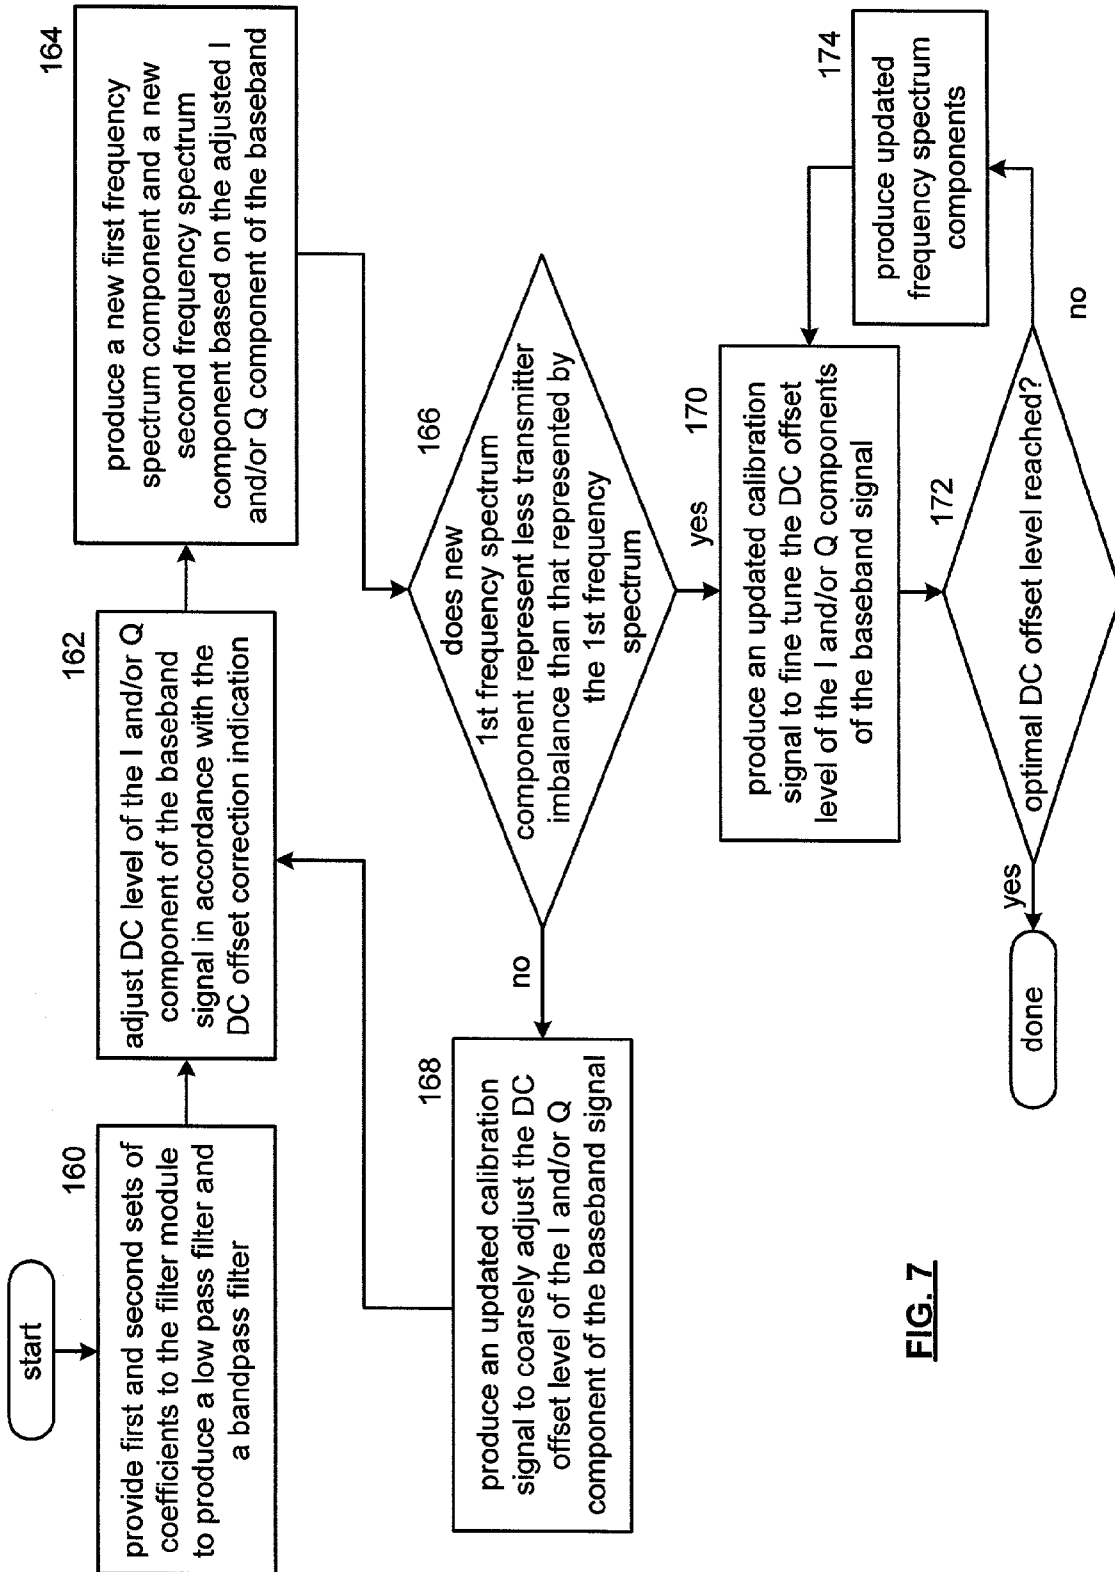 start
160
provide first and second sets of
coefficients to the filter module
to produce a low pass filter and
a bandpass filter
162
adjust DC level of the I and/or Q
component of the baseband
signal in accordance with the
DC offset correction indication
164
produce a new first frequency
spectrum component and a new
second frequency spectrum
component based on the adjusted I
and/or Q component of the baseband
166
does new
1st frequency spectrum
component represent less transmitter
imbalance than that represented by
the 1st frequency
spectrum
no
yes
168
produce an updated calibration
signal to coarsely adjust the DC
offset level of the I and/or Q
component of the baseband signal
170
produce an updated calibration
signal to fine tune the DC offset
level of the I and/or Q components
of the baseband signal
172
optimal DC offset level reached?
yes
no
174
produce updated
frequency spectrum
components
done
FIG. 7